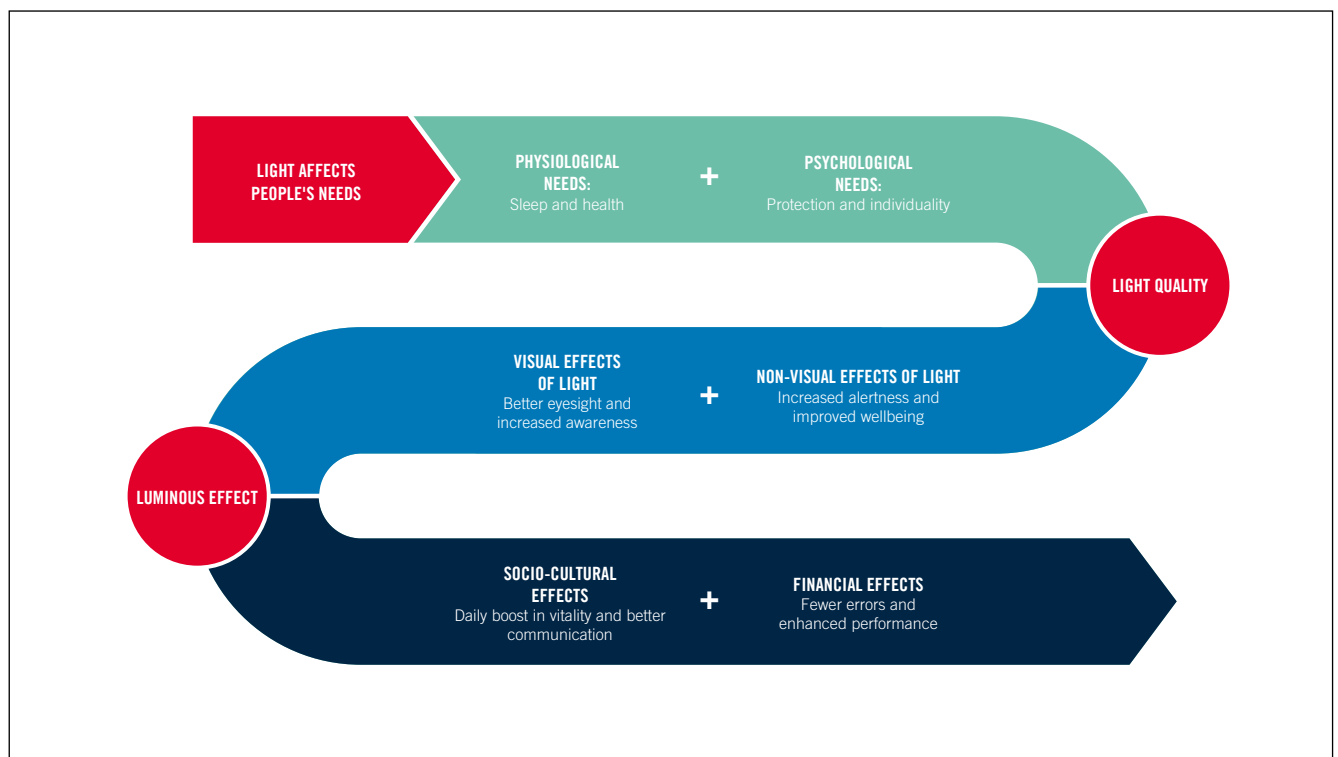 LIGHT AFFECTS
PEOPLE'S NEEDS
PHYSIOLOGICAL
NEEDS:
Sleep and health
+
PSYCHOLOGICAL
NEEDS:
Protection and individuality
LIGHT QUALITY
VISUAL EFFECTS
OF LIGHT
Better eyesight and
increased awareness
+
NON-VISUAL EFFECTS OF LIGHT
Increased alertness and
improved wellbeing
LUMINOUS EFFECT
SOCIO-CULTURAL
EFFECTS
Daily boost in vitality and better
communication
+
FINANCIAL EFFECTS
Fewer errors and
enhanced performance